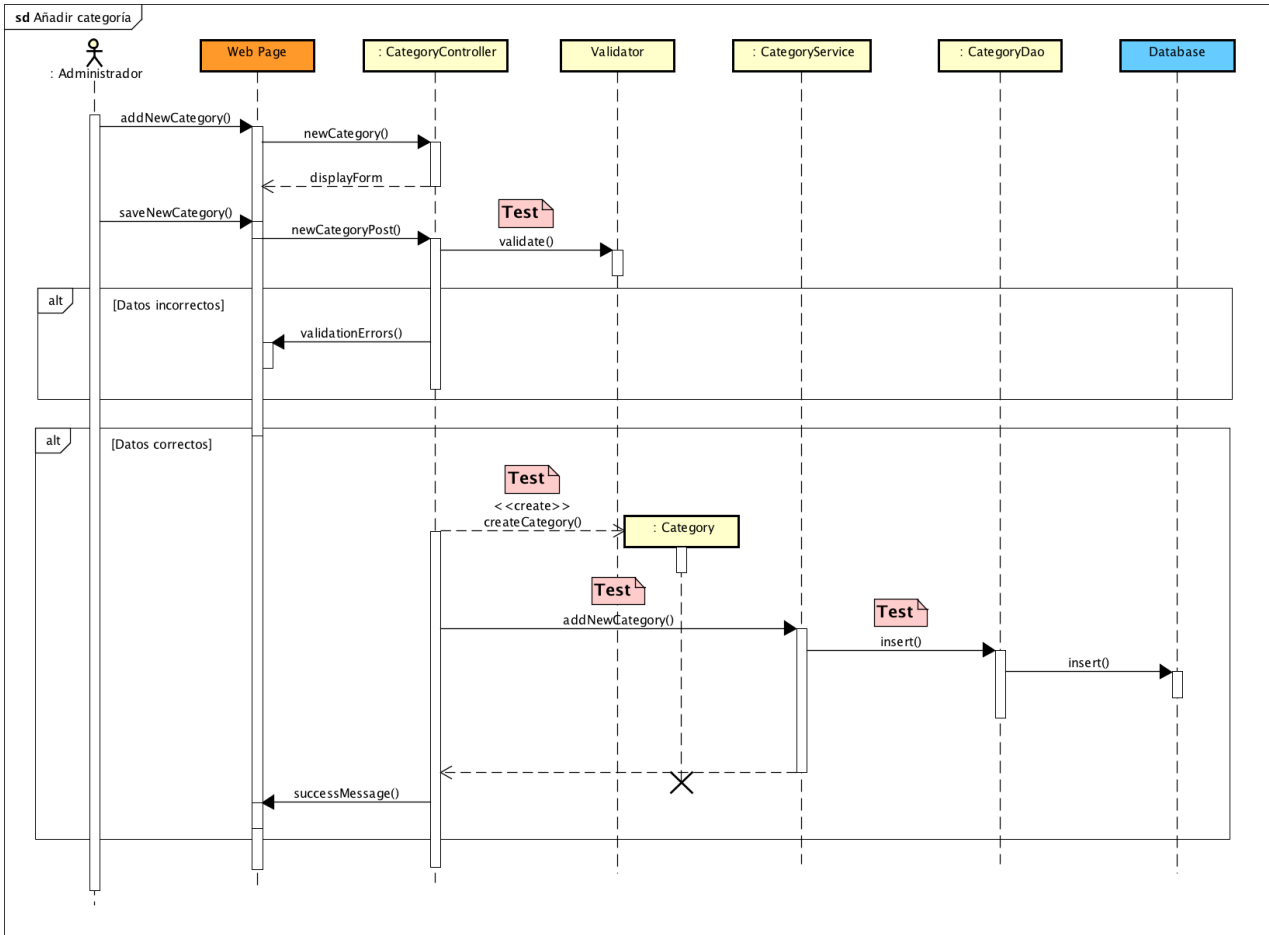 sd Añadir categoría
: Administrador
Web Page
: CategoryController
Validator
: CategoryService
: CategoryDao
Database
addNewCategory()
newCategory()
displayForm
saveNewCategory()
newCategoryPost()
Test
validate()
alt
[Datos incorrectos]
validationErrors()
alt
[Datos correctos]
Test
<<create>>
createCategory()
: Category
Test
addNewCategory()
Test
insert()
insert()
successMessage()